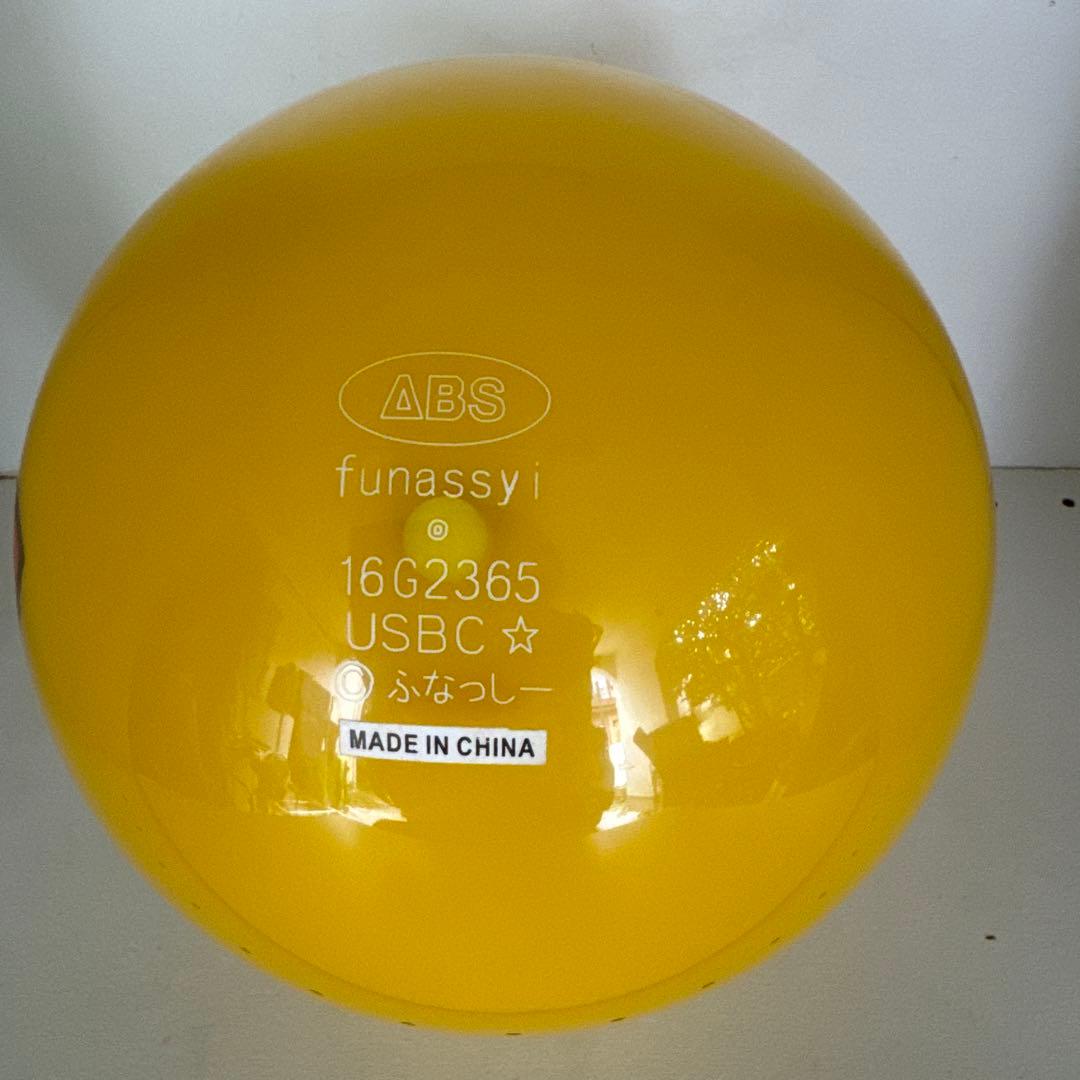 ABS
funassyi
16G2365
USBC☆
© ふなっしー
MADE IN CHINA